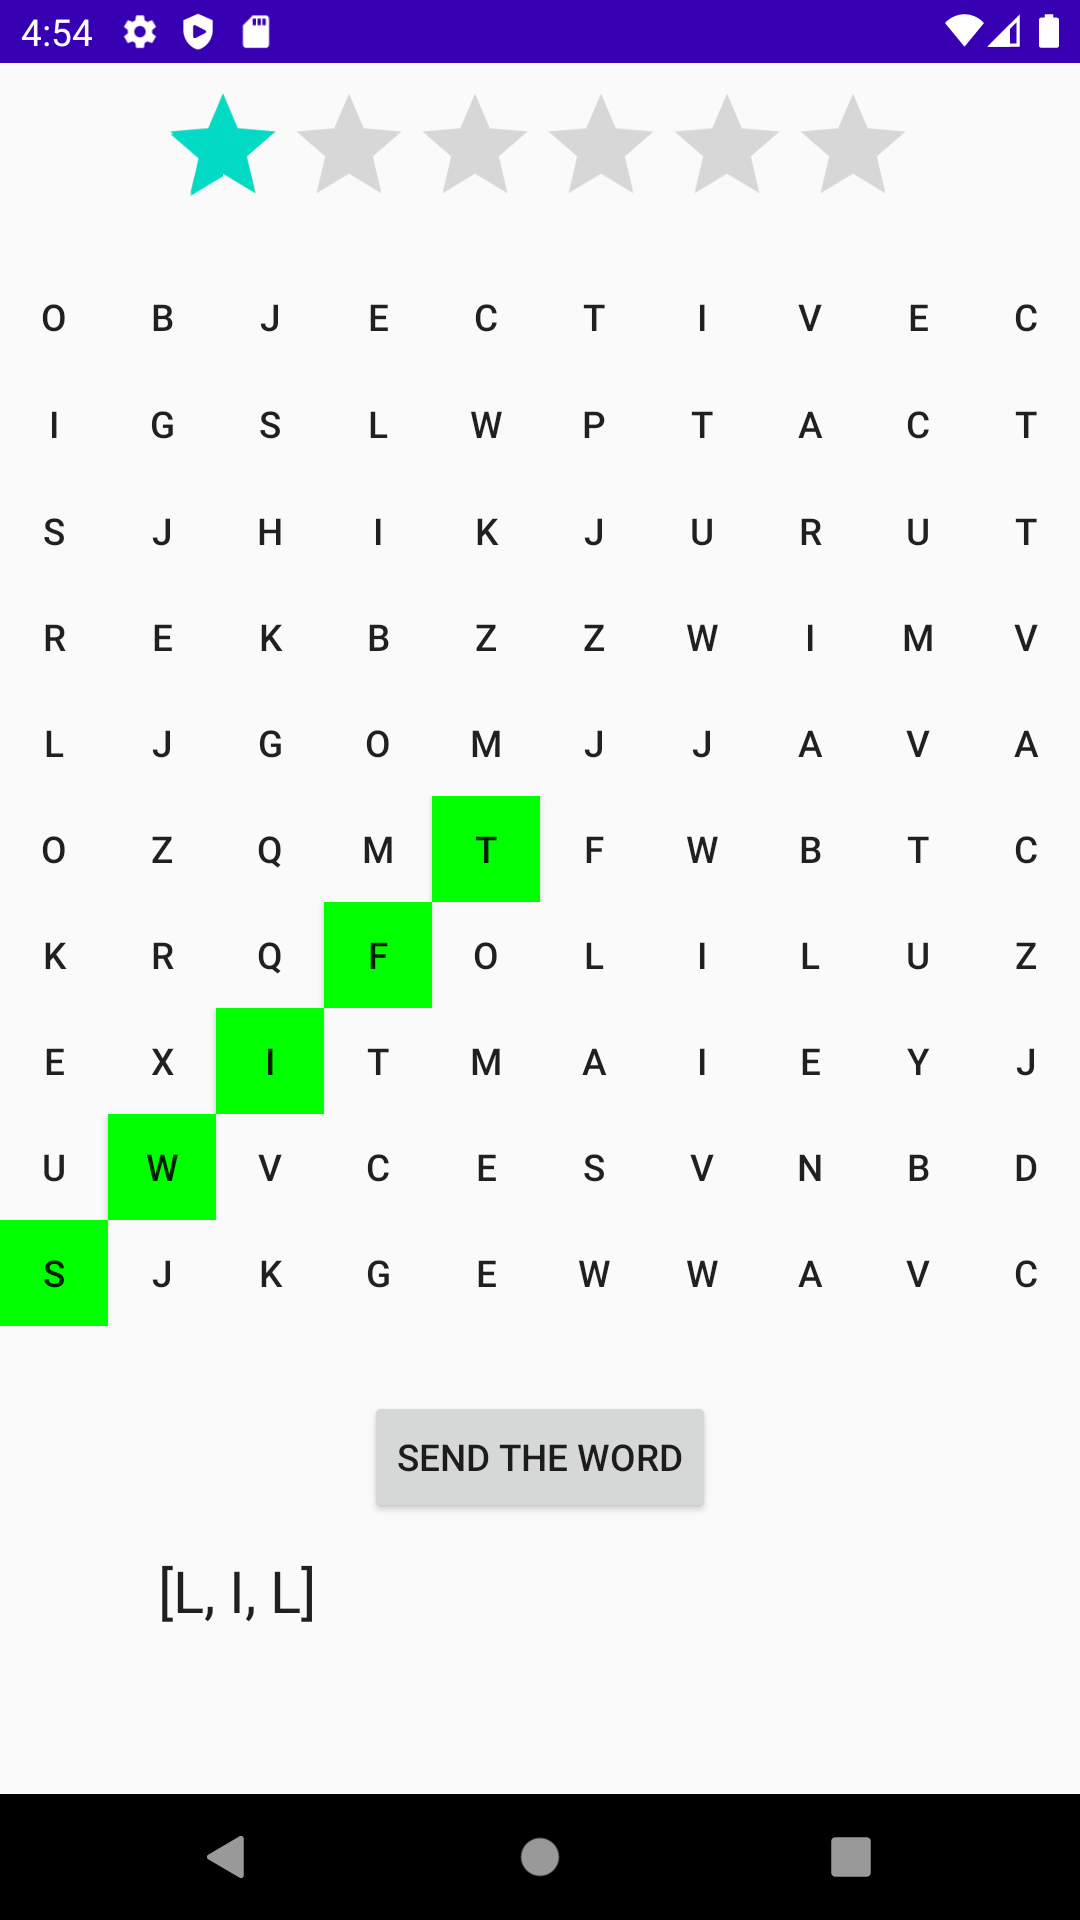 4:54
O B J E C T I V E C
I G S L W P T A C T
S J H I K J U R U T
R E K B Z Z W I M V
L J G O M J J A V A
O Z Q M T F W B T C
K R Q F O L I L U Z
E X I T M A I E Y J
U W V C E S V N B D
S J K G E W W A V C
SEND THE WORD
[L, I, L]